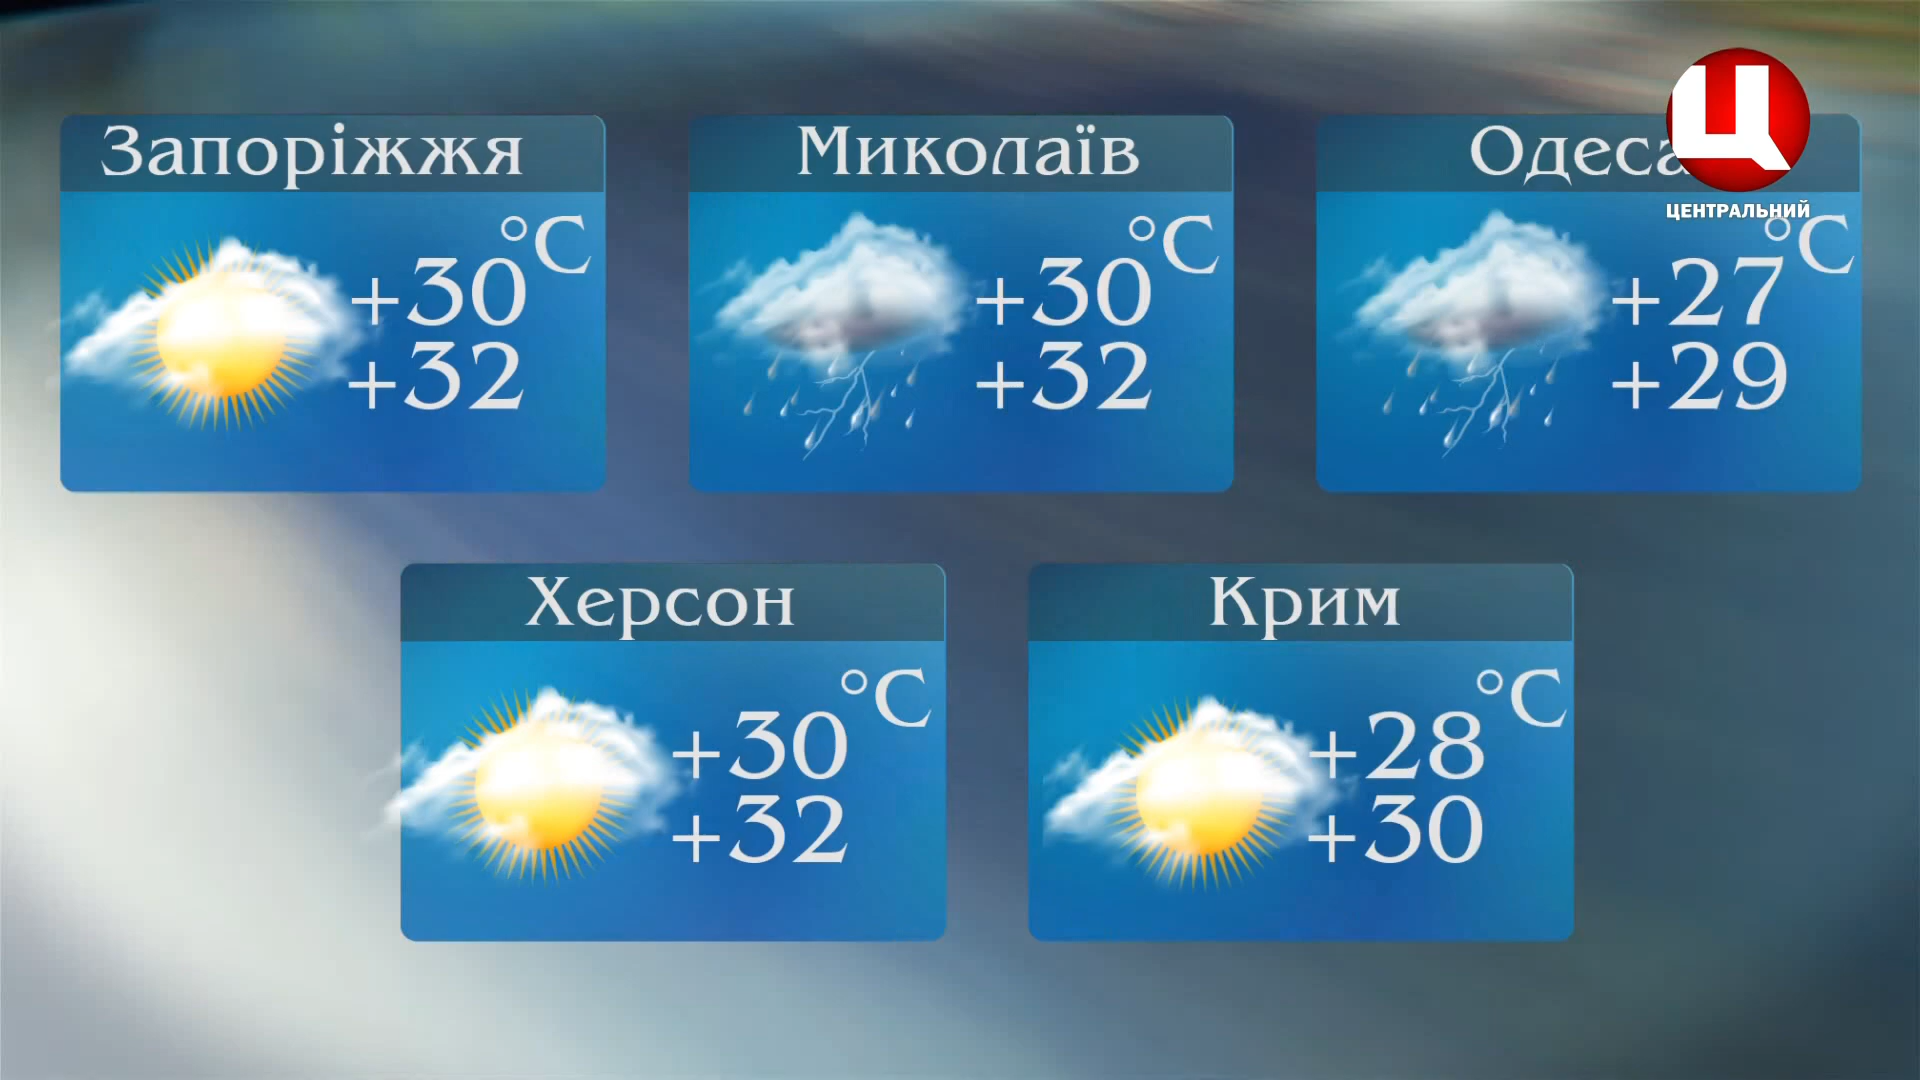 Запоріжжя
°C
+30
+32
Миколаїв
°C
+30
+32
Одеса
°C
+27
+29
Ц
ЦЕНТРАЛЬНИЙ
Херсон
°C
+30
+32
Крим
°C
+28
+30